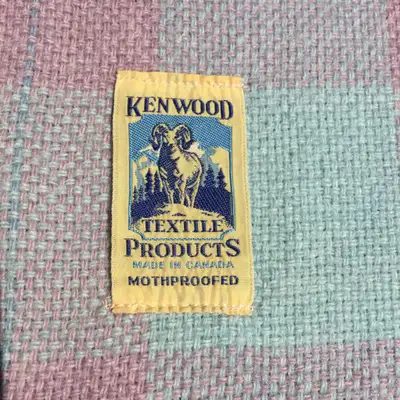 KENWOOD
TEXTILE
PRODUCTS
MADE IN CANADA
MOTHPROOFED